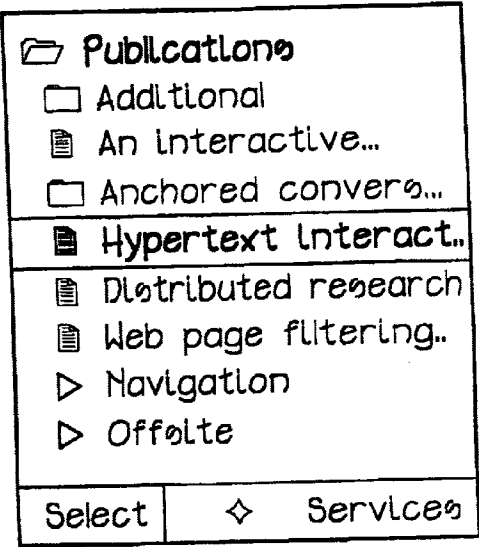 Publications
Additional
An interactive...
Anchored convers...
Hypertext interact..
Distributed research
Web page filtering..
Navigation
Offsite
Select Services